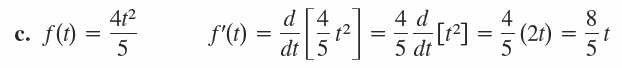 c. f(t) = 4t²/5 f'(t) = d/dt [4/5 t²] = 4/5 d/dt [t²] = 4/5 (2t) = 8/5 t